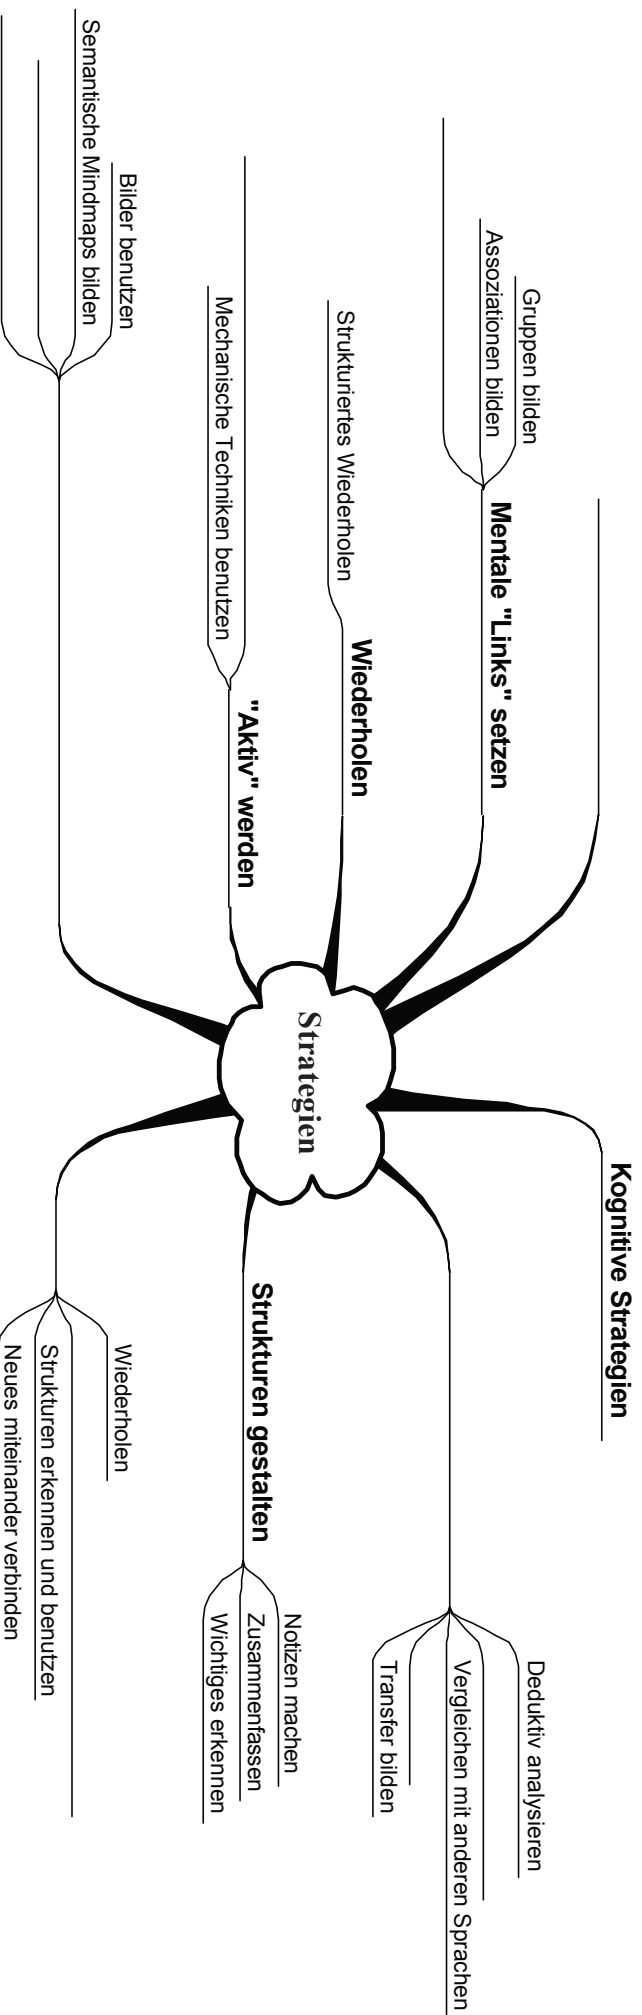 Strategien
Mentale "Links" setzen
Gruppen bilden
Assoziationen bilden
Wiederholen
Strukturiertes Wiederholen
"Aktiv" werden
Mechanische Techniken benutzen
Bilder benutzen
Semantische Mindmaps bilden
Kognitive Strategien
Deduktiv analysieren
Vergleichen mit anderen Sprachen
Transfer bilden
Strukturen gestalten
Notizen machen
Zusammenfassen
Wichtiges erkennen
Wiederholen
Strukturen erkennen und benutzen
Neues miteinander verbinden